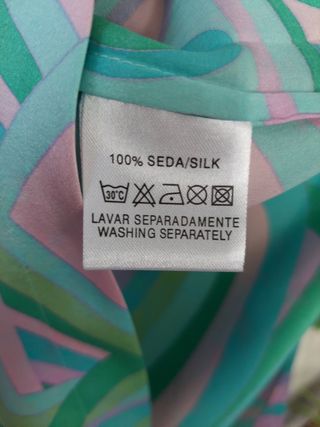 100% SEDA/SILK
30°C
LAVAR SEPARADAMENTE
WASHING SEPARATELY